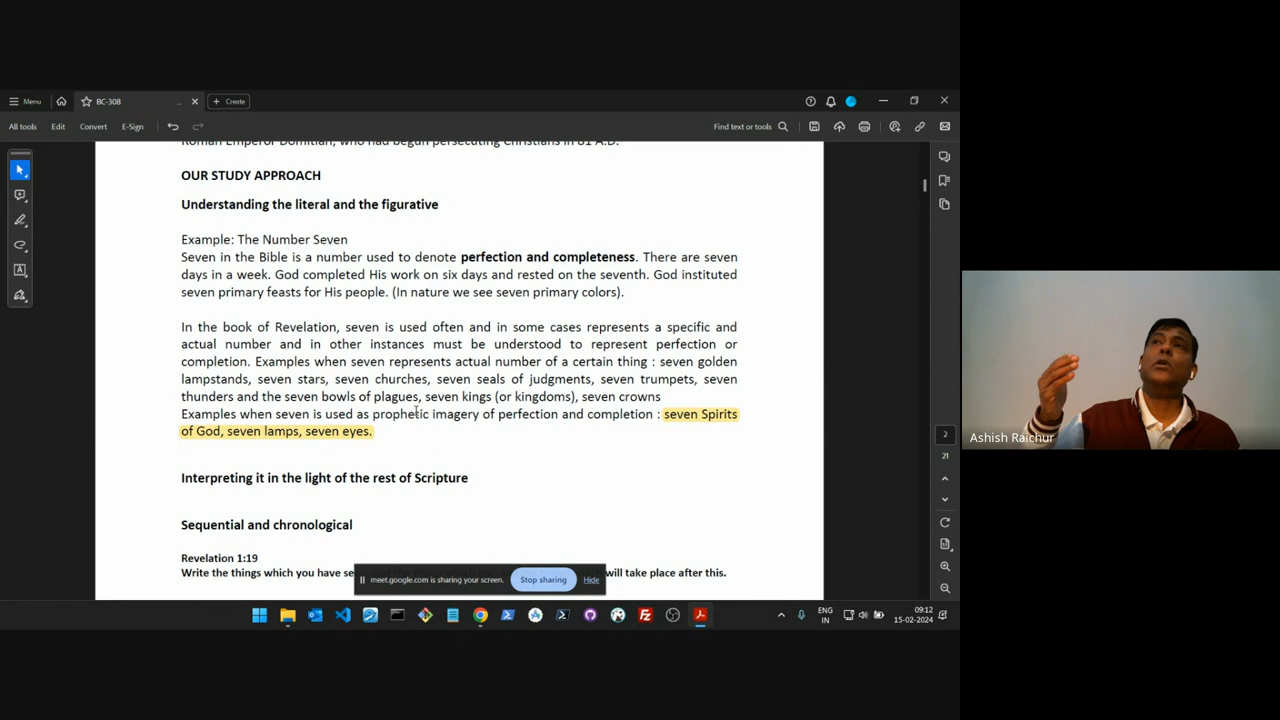 Menu
BC-308
...
Create
All tools
Edit
Convert
E-Sign
Find text or tools
Roman Emperor Domitian, who had begun persecuting Christians in 81 A.D.
OUR STUDY APPROACH
Understanding the literal and the figurative
Example: The Number Seven
Seven in the Bible is a number used to denote perfection and completeness. There are seven
days in a week. God completed His work on six days and rested on the seventh. God instituted
seven primary feasts for His people. (In nature we see seven primary colors).
In the book of Revelation, seven is used often and in some cases represents a specific and
actual number and in other instances must be understood to represent perfection or
completion. Examples when seven represents actual number of a certain thing : seven golden
lampstands, seven stars, seven churches, seven seals of judgments, seven trumpets, seven
thunders and the seven bowls of plagues, seven kings (or kingdoms), seven crowns
Examples when seven is used as prophetic imagery of perfection and completion : seven Spirits
of God, seven lamps, seven eyes.
Interpreting it in the light of the rest of Scripture
Sequential and chronological
Revelation 1:19
Write the things which you have se will take place after this.
meet.google.com is sharing your screen.
Stop sharing
Hide
2
21
Ashish Raichur
ENG
IN
09:12
15-02-2024